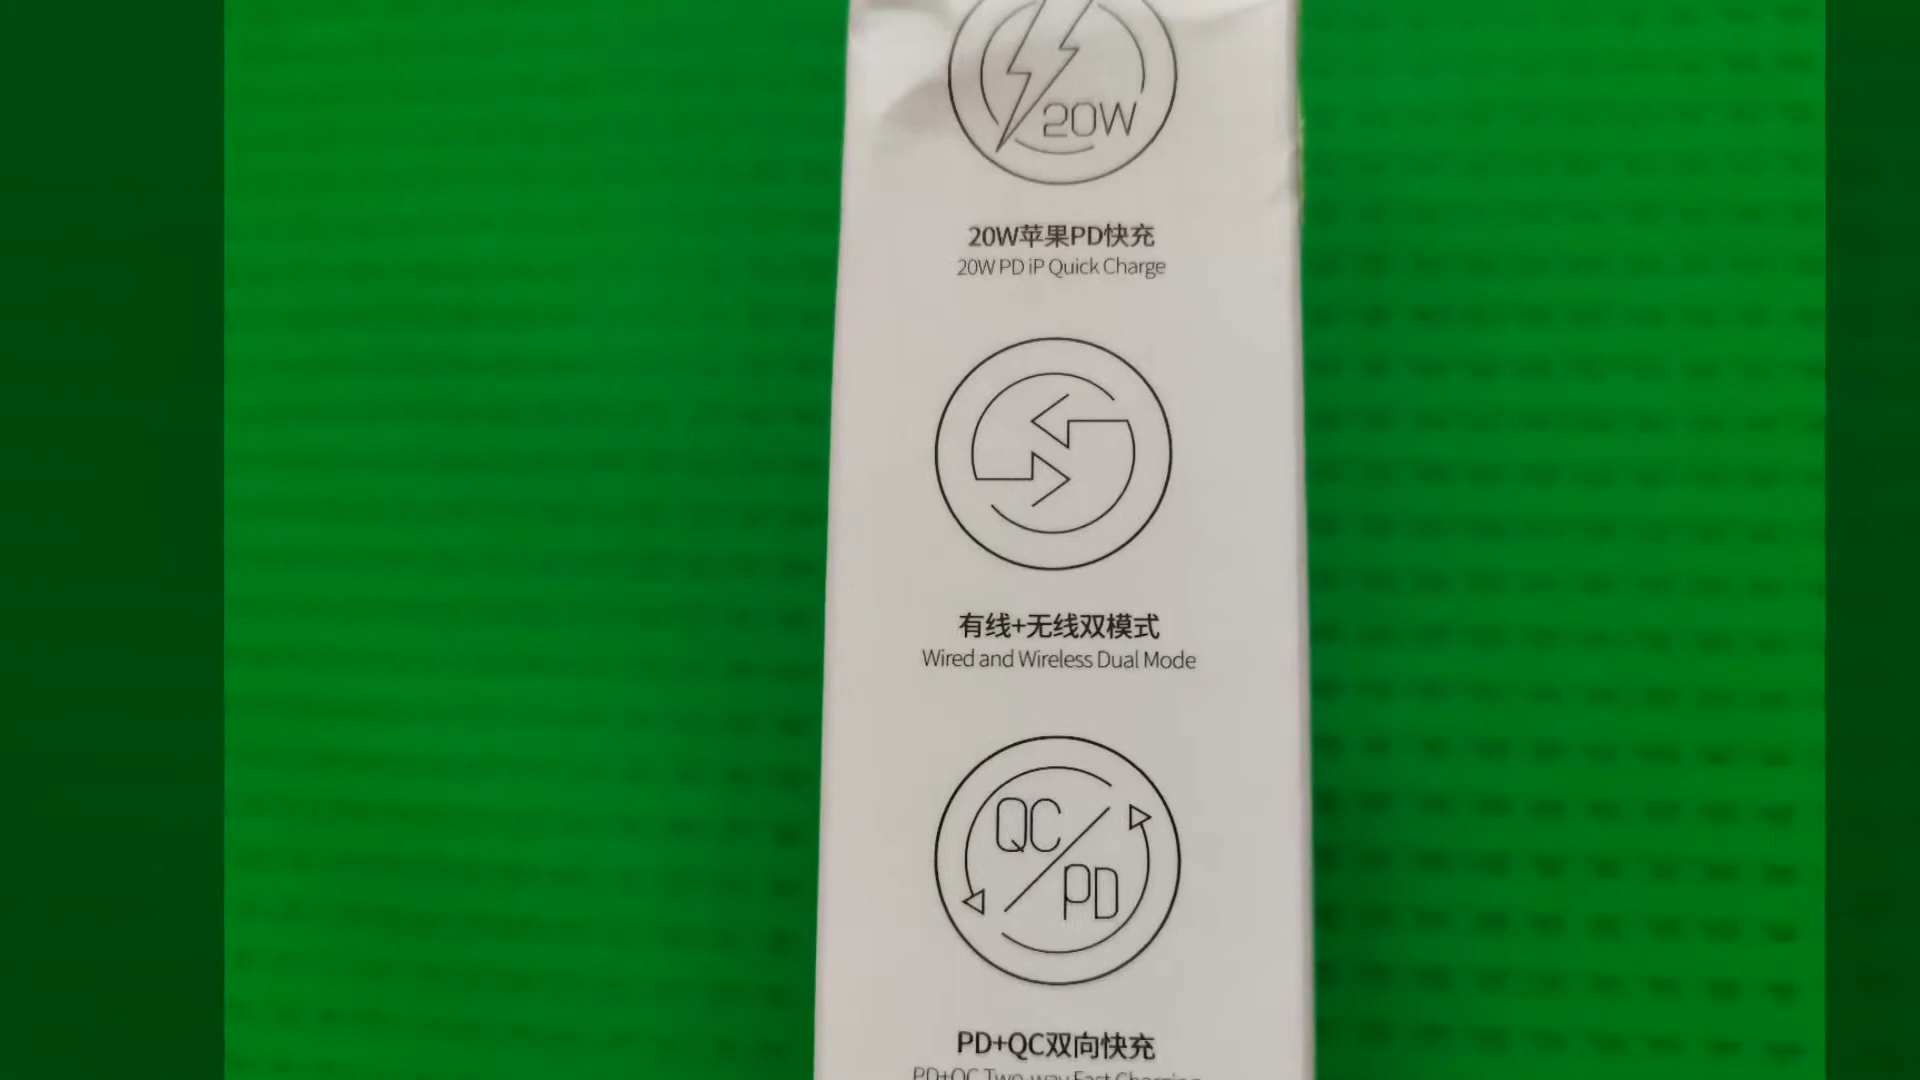 20W
20W苹果PD快充
20W PD iP Quick Charge
有线+无线双模式
Wired and Wireless Dual Mode
QC
PD
PD+QC双向快充
PD+QC Two-way Fast Charging